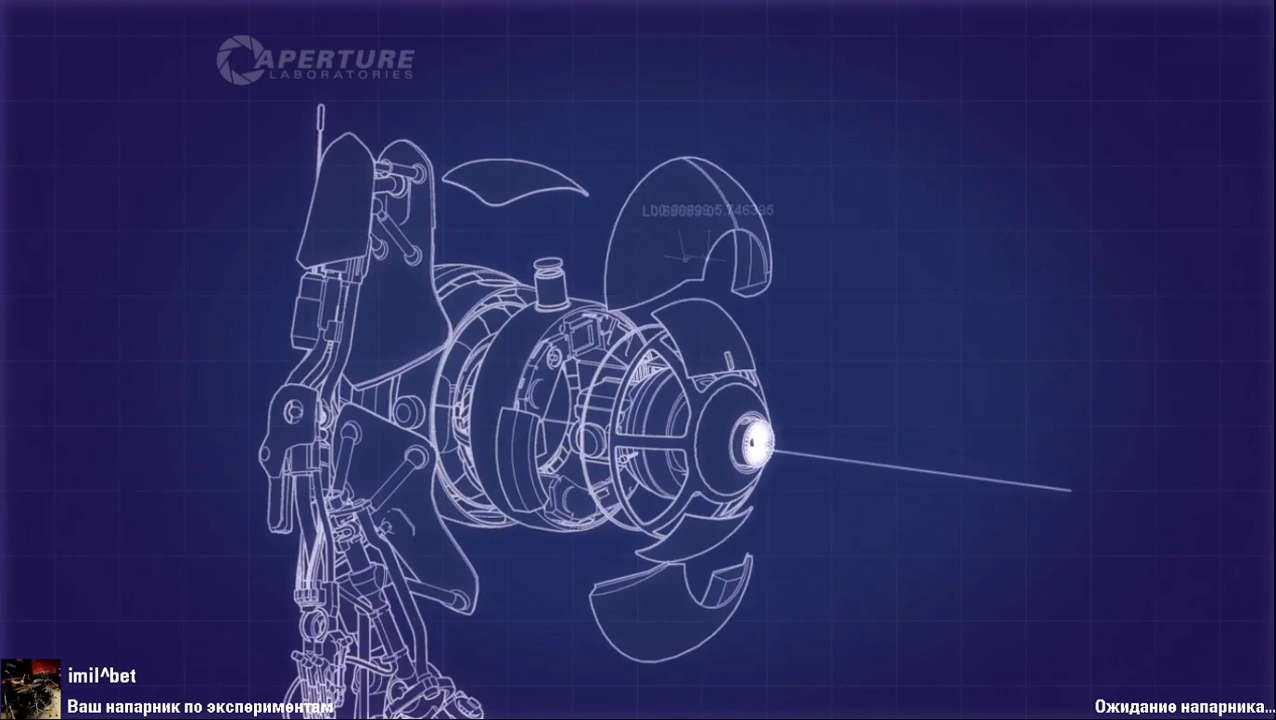 APERTURE
LABORATORIES
imil^bet
Ваш напарник по экспериментам
Ожидание напарника...